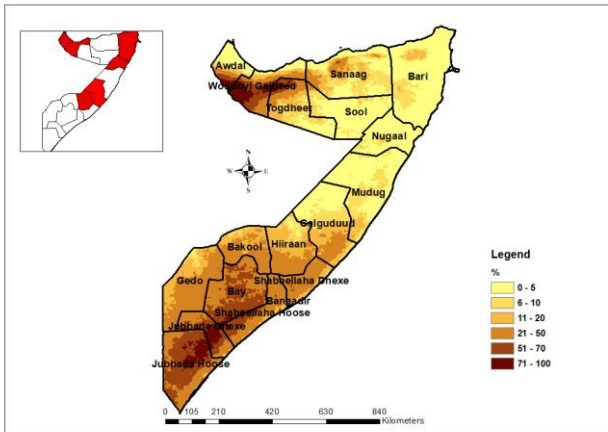 Awdal
Sanaag
Bari
Woqooyi Galbeed
Togdheer
Sool
Nugaal
N
W E
S
Mudug
Galguduud
Bakool
Hiiraan
Legend
%
0 - 5
6 - 10
11 - 20
21 - 50
51 - 70
71 - 100
Gedo
Shabeellaha Dhexe
Bay
Banaadir
Shabeellaha Hoose
Jubbada Dhexe
Jubbada Hoose
0 105 210 420 630 840
Kilometers